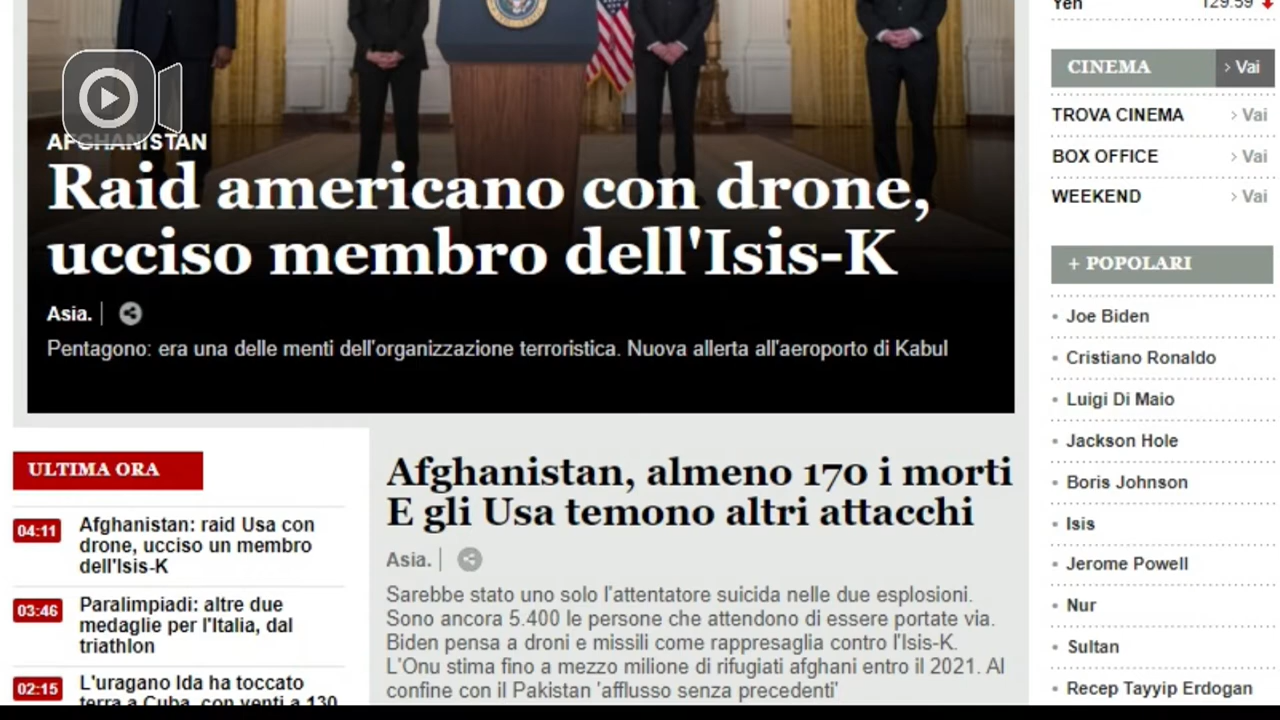 AFGHANISTAN
Raid americano con drone,
ucciso membro dell'Isis-K
Asia.
Pentagono: era una delle menti dell'organizzazione terroristica. Nuova allerta all'aeroporto di Kabul
ULTIMA ORA
04:11 Afghanistan: raid Usa con
drone, ucciso un membro
dell'Isis-K
03:46 Paralimpiadi: altre due
medaglie per l'Italia, dal
triathlon
02:15 L'uragano Ida ha toccato
terra a Cuba, con venti a 130
Afghanistan, almeno 170 i morti
E gli Usa temono altri attacchi
Asia.
Sarebbe stato uno solo l'attentatore suicida nelle due esplosioni.
Sono ancora 5.400 le persone che attendono di essere portate via.
Biden pensa a droni e missili come rappresaglia contro l'Isis-K.
L'Onu stima fino a mezzo milione di rifugiati afghani entro il 2021. Al
confine con il Pakistan 'afflusso senza precedenti'
Yen 129.59
CINEMA › Vai
TROVA CINEMA › Vai
BOX OFFICE › Vai
WEEKEND › Vai
+ POPOLARI
Joe Biden
Cristiano Ronaldo
Luigi Di Maio
Jackson Hole
Boris Johnson
Isis
Jerome Powell
Nur
Sultan
Recep Tayyip Erdogan